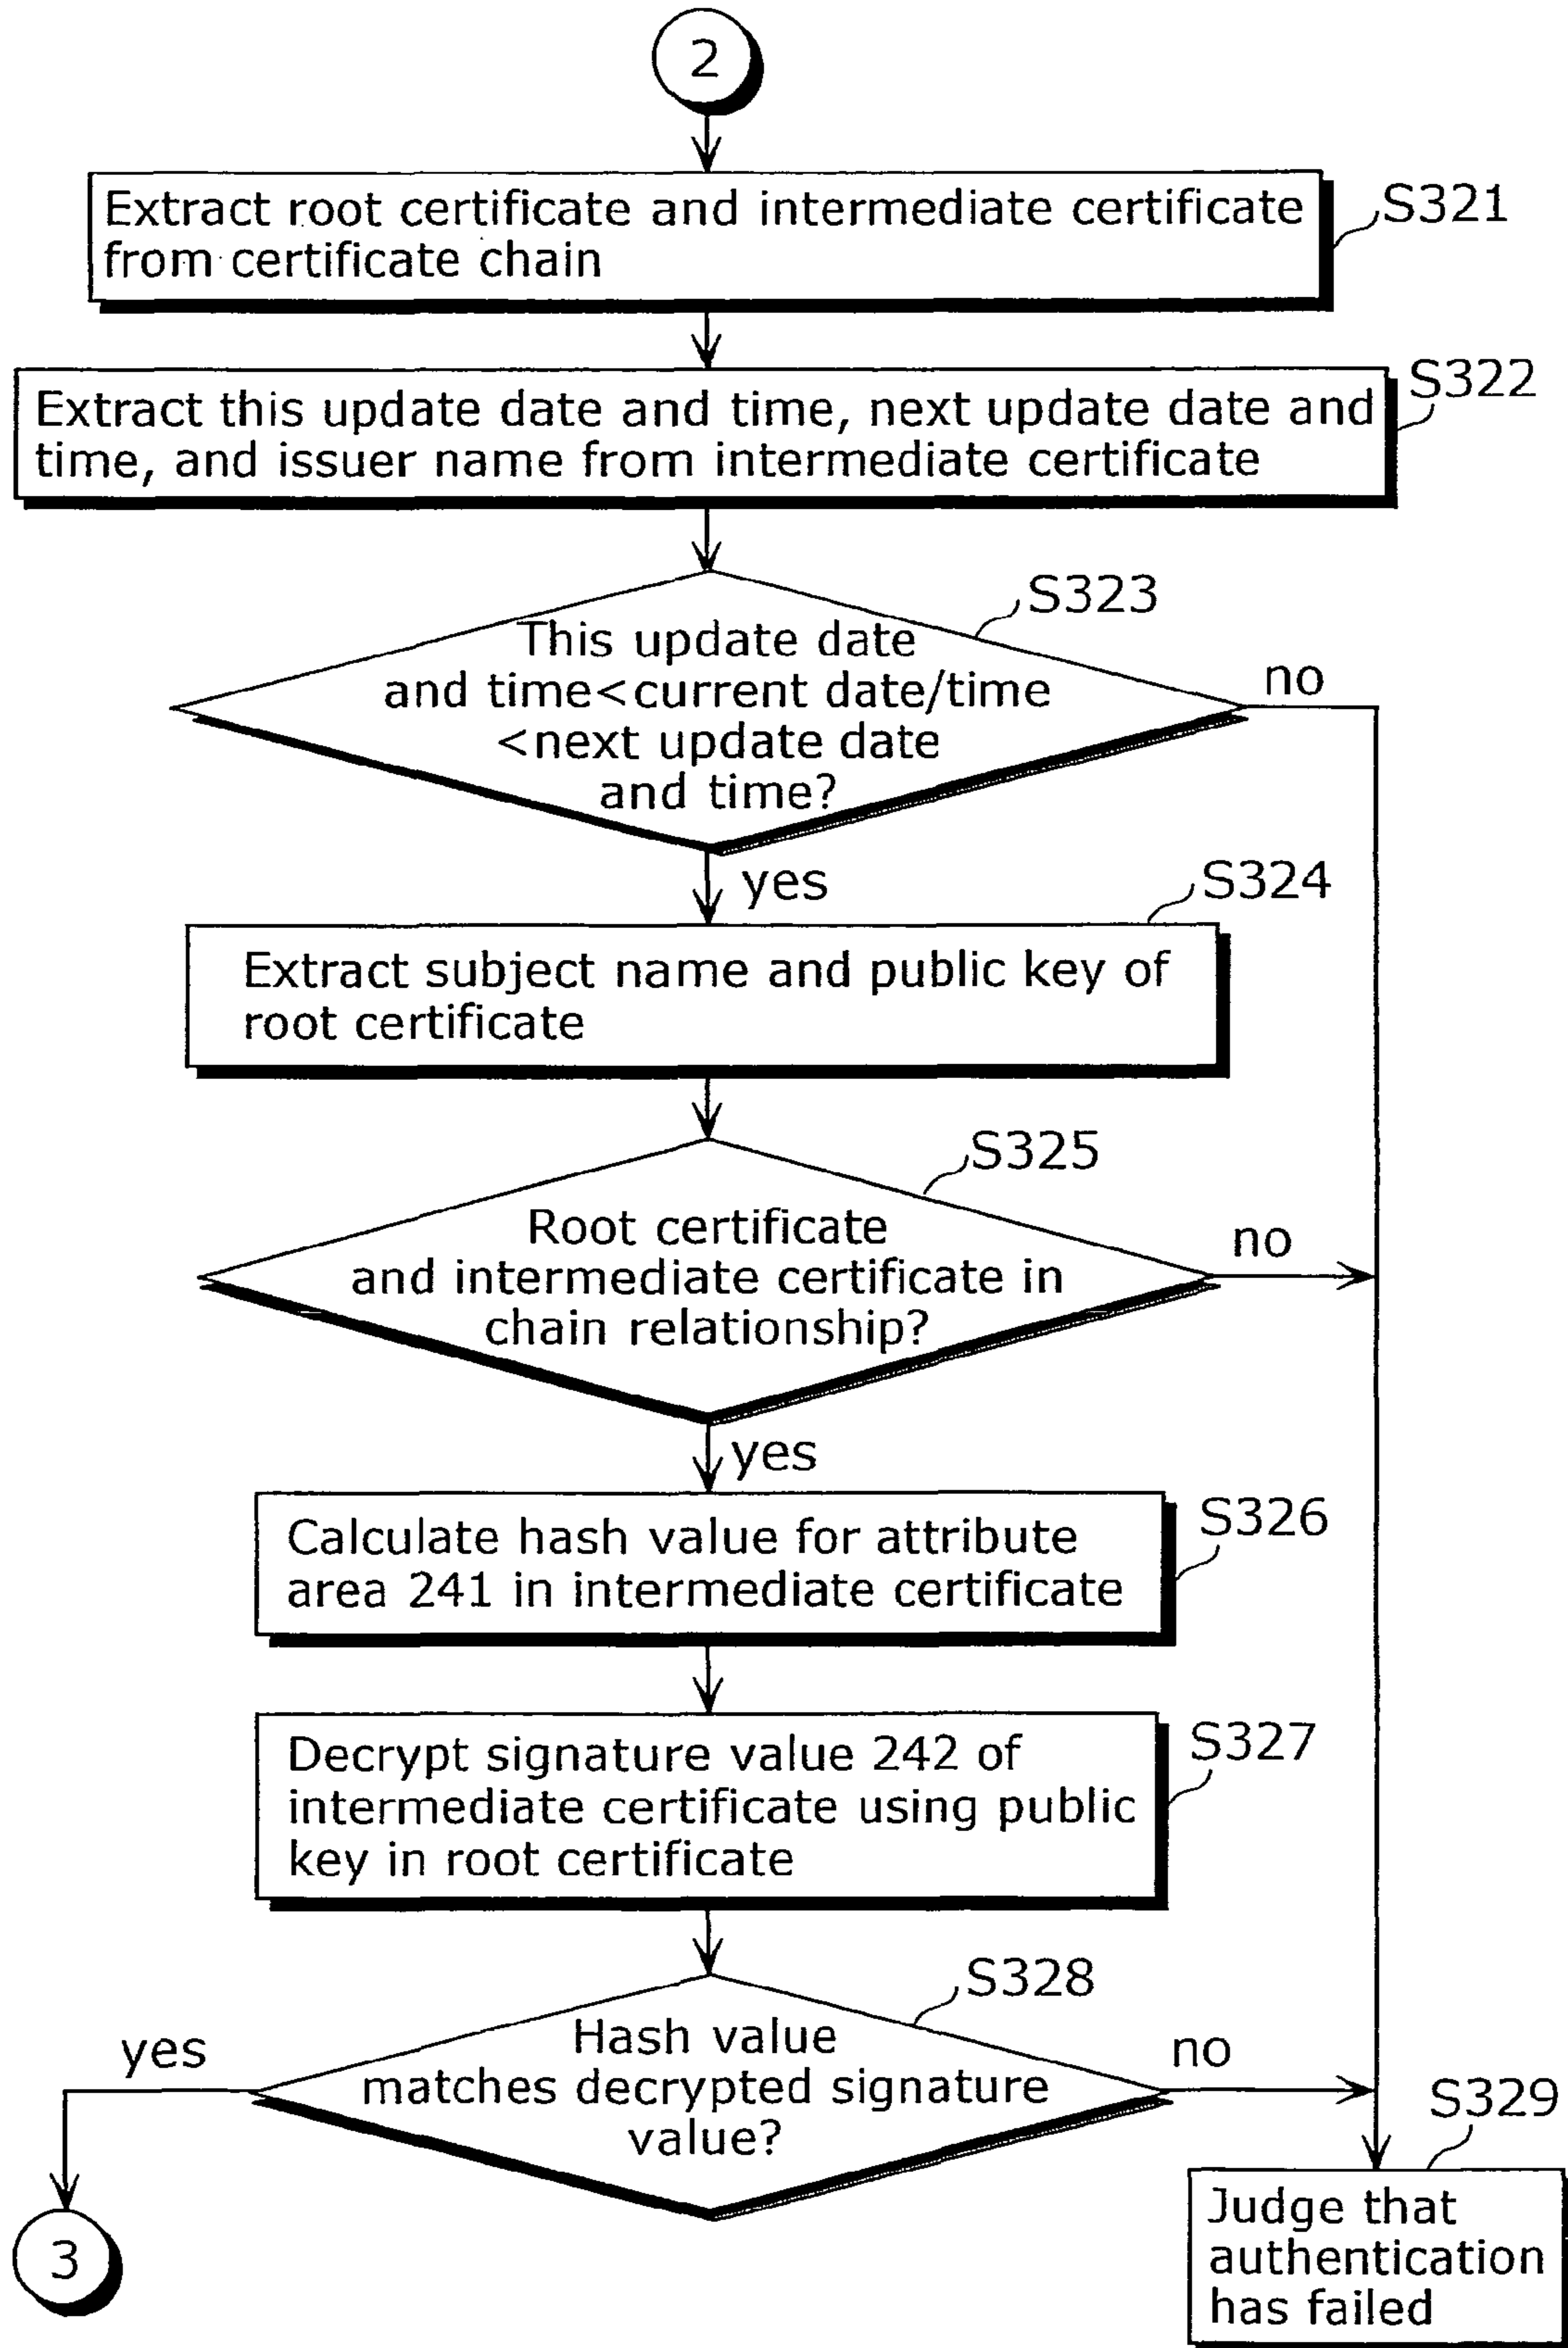 2
Extract root certificate and intermediate certificate
from certificate chain
S321
Extract this update date and time, next update date and
time, and issuer name from intermediate certificate
S322
S323
This update date
and time<current date/time
<next update date
and time?
no
yes
S324
Extract subject name and public key of
root certificate
S325
Root certificate
and intermediate certificate in
chain relationship?
no
yes
Calculate hash value for attribute
area 241 in intermediate certificate
S326
Decrypt signature value 242 of
intermediate certificate using public
key in root certificate
S327
S328
Hash value
matches decrypted signature
value?
yes
no
3
S329
Judge that
authentication
has failed